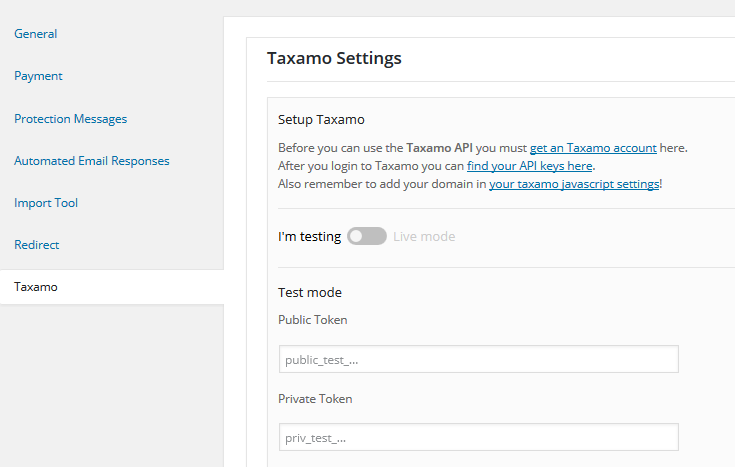 General
Payment
Protection Messages
Automated Email Responses
Import Tool
Redirect
Taxamo
Taxamo Settings
Setup Taxamo
Before you can use the Taxamo API you must get an Taxamo account here.
After you login to Taxamo you can find your API keys here.
Also remember to add your domain in your taxamo javascript settings!
I'm testing Live mode
Test mode
Public Token
public_test_...
Private Token
priv_test_...